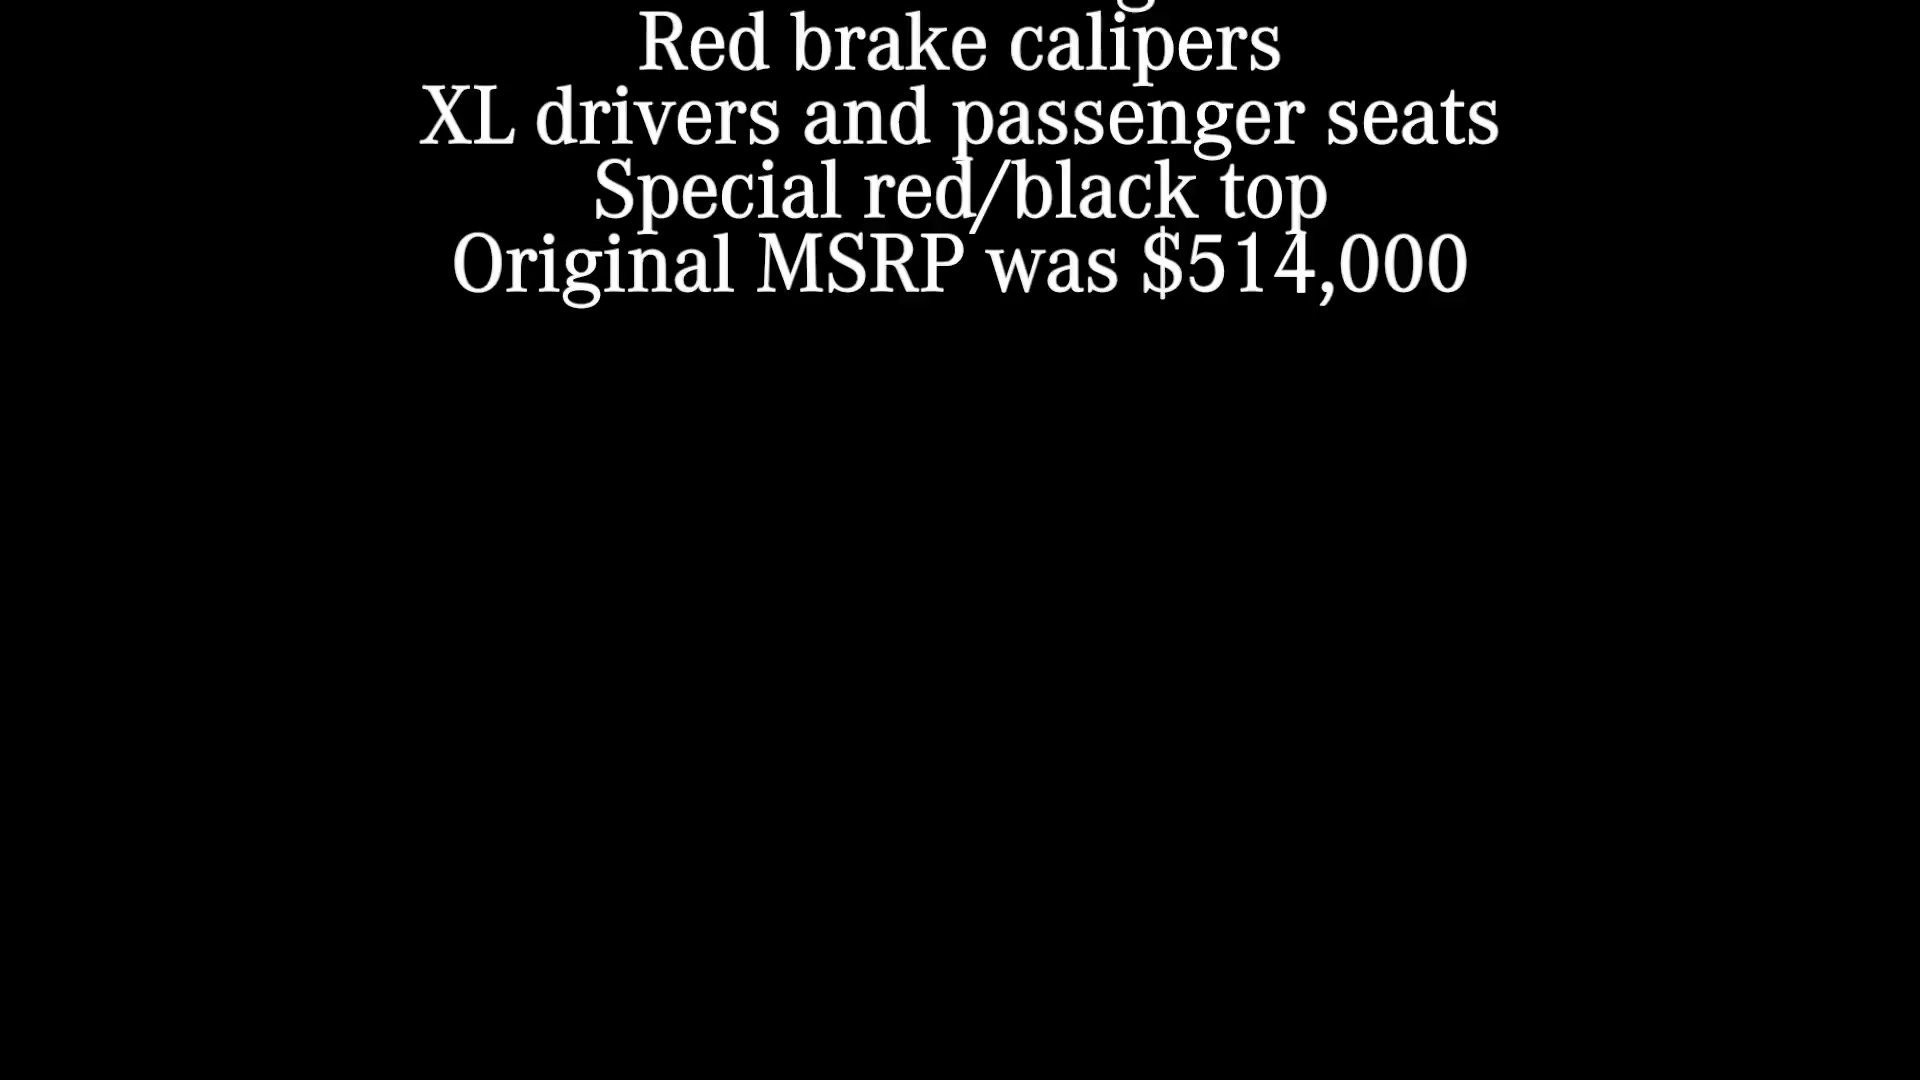 Red brake calipers
XL drivers and passenger seats
Special red/black top
Original MSRP was $514,000